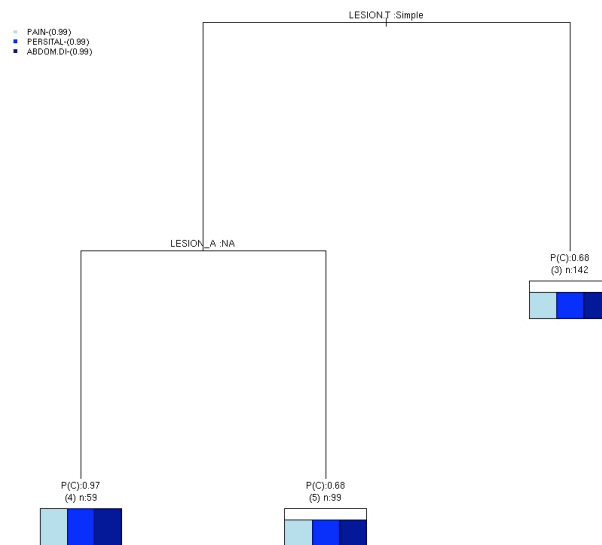 LESION.T :Simple
PAIN-(0.99)
PERSITAL-(0.99)
ABDOM.DI-(0.99)
LESION_A :NA
P(C):0.68
(3) n:142
P(C):0.97
(4) n:59
P(C):0.68
(5) n:99